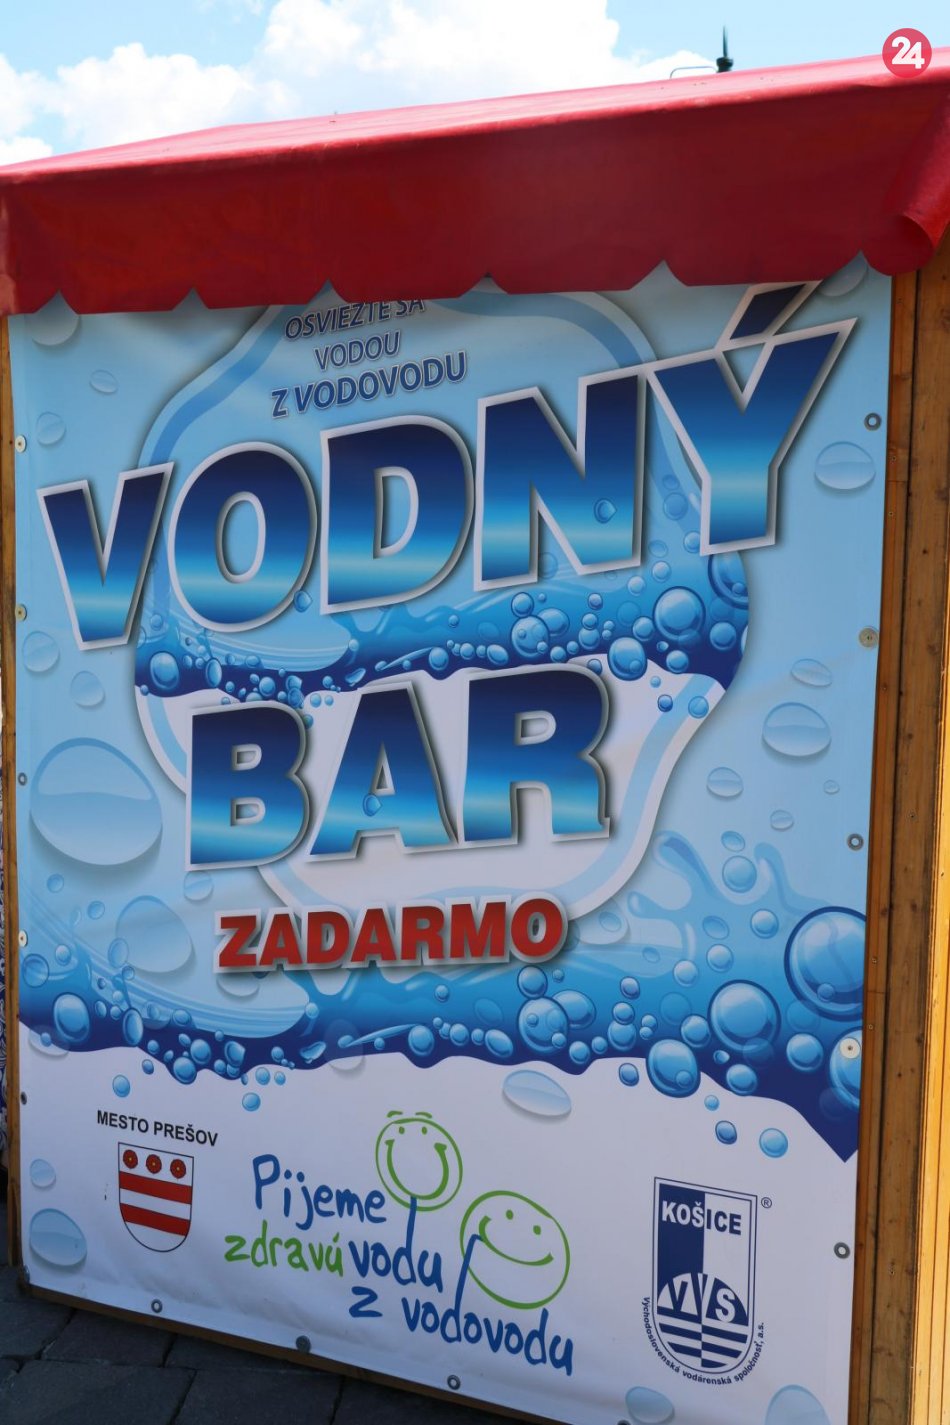 24
OSVIEŽTE SA
VODOU
Z VODOVODU
VODNÝ
BAR
ZADARMO
MESTO PREŠOV
Pijeme
zdravú vodu
z vodovodu
KOŠICE
®
VVS
Východoslovenská vodárenská spoločnosť, a.s.